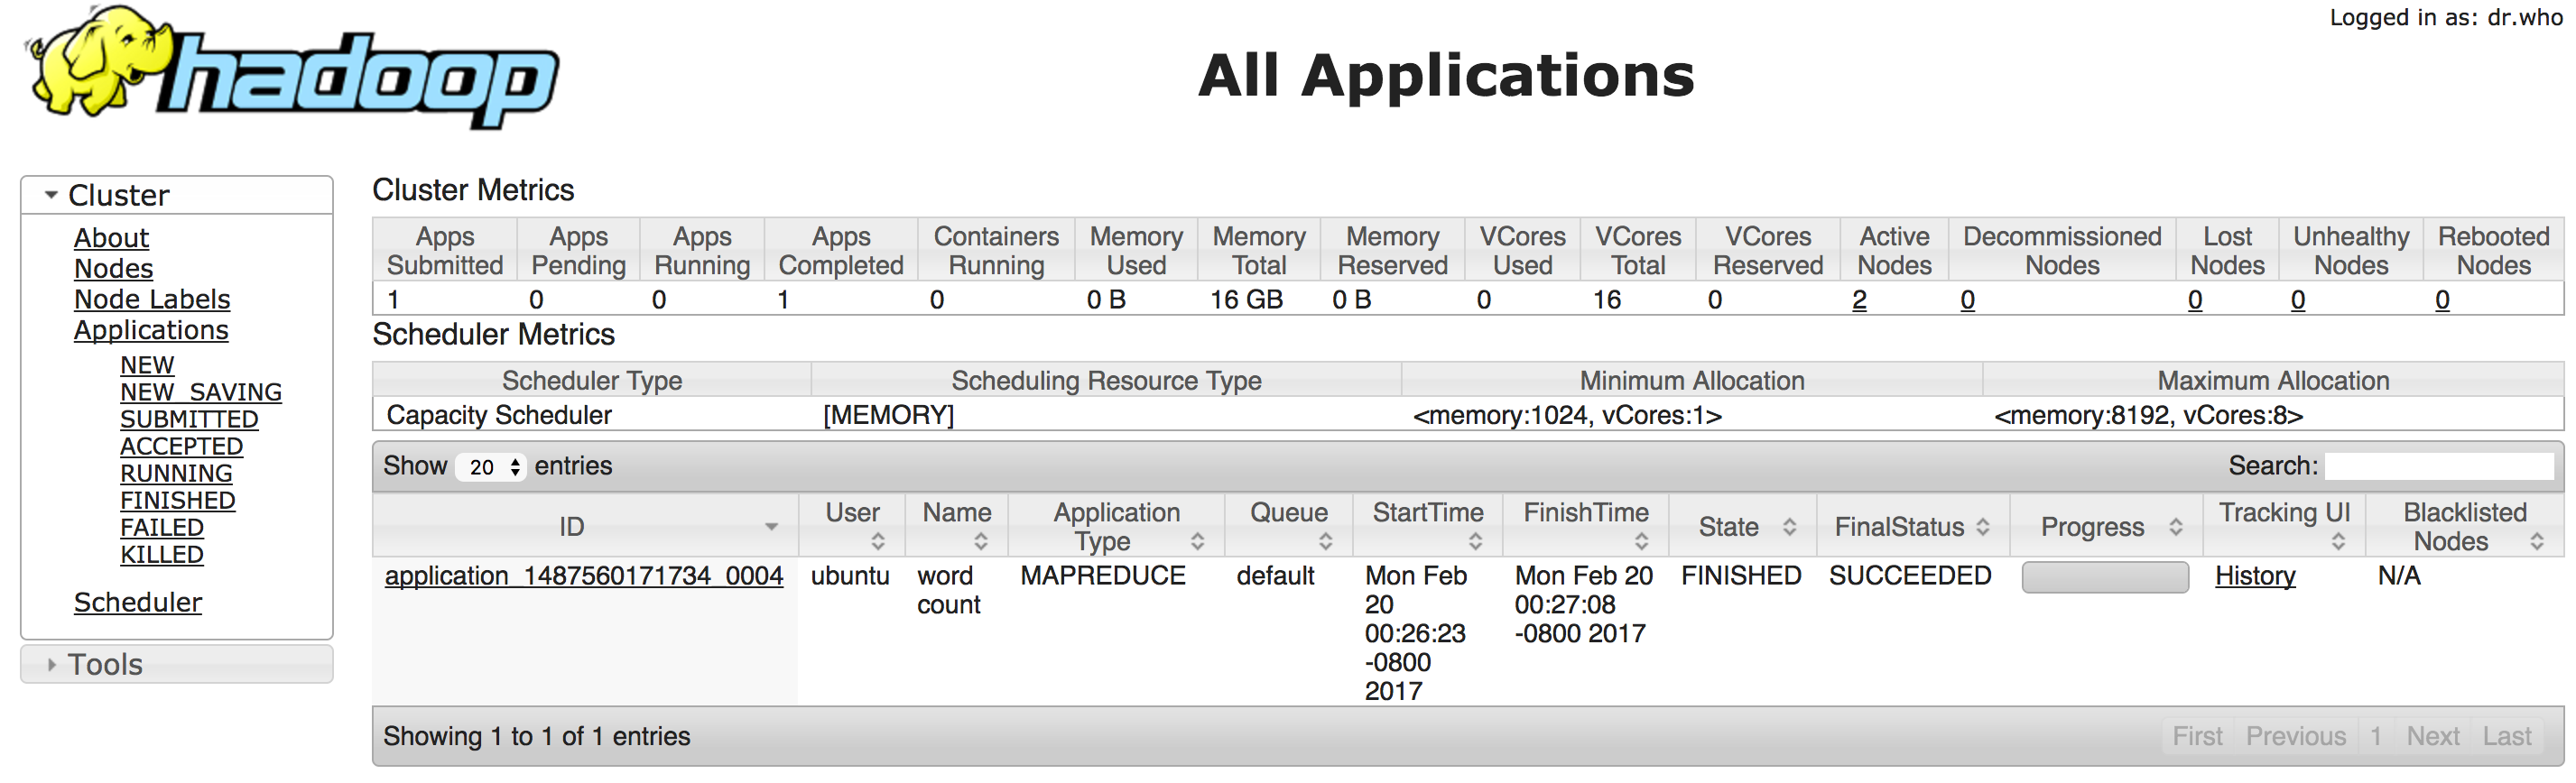 Logged in as: dr.who
hadoop
All Applications
Cluster
About
Nodes
Node Labels
Applications
NEW
NEW_SAVING
SUBMITTED
ACCEPTED
RUNNING
FINISHED
FAILED
KILLED
Scheduler
Tools
Cluster Metrics
Apps Submitted Apps Pending Apps Running Apps Completed Containers Running Memory Used Memory Total Memory Reserved VCores Used VCores Total VCores Reserved Active Nodes Decommissioned Nodes Lost Nodes Unhealthy Nodes Rebooted Nodes
1 0 0 1 0 0 B 16 GB 0 B 0 16 0 2 0 0 0 0
Scheduler Metrics
Scheduler Type Scheduling Resource Type Minimum Allocation Maximum Allocation
Capacity Scheduler [MEMORY] <memory:1024, vCores:1> <memory:8192, vCores:8>
Show 20 entries Search:
ID User Name Application Type Queue StartTime FinishTime State FinalStatus Progress Tracking UI Blacklisted Nodes
application_1487560171734_0004 ubuntu word count MAPREDUCE default Mon Feb 20 00:26:23 -0800 2017 Mon Feb 20 00:27:08 -0800 2017 FINISHED SUCCEEDED History N/A
Showing 1 to 1 of 1 entries First Previous 1 Next Last